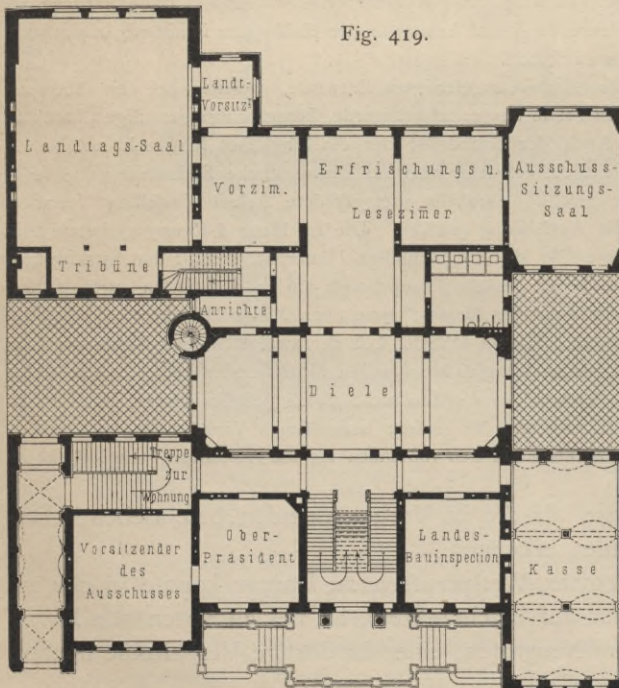 Fig. 419.
Landt-
Vorsitz.
Landtags-Saal
Vorzim.
Erfrischungs u.
Lesezimer
Ausschuss-
Sitzungs-
Saal
Tribüne
Anrichte
Diele
Treppe
zur
Wohnung
Vorsitzender
des
Ausschusses
Ober-
Präsident
Landes-
Bauinspection
Kasse